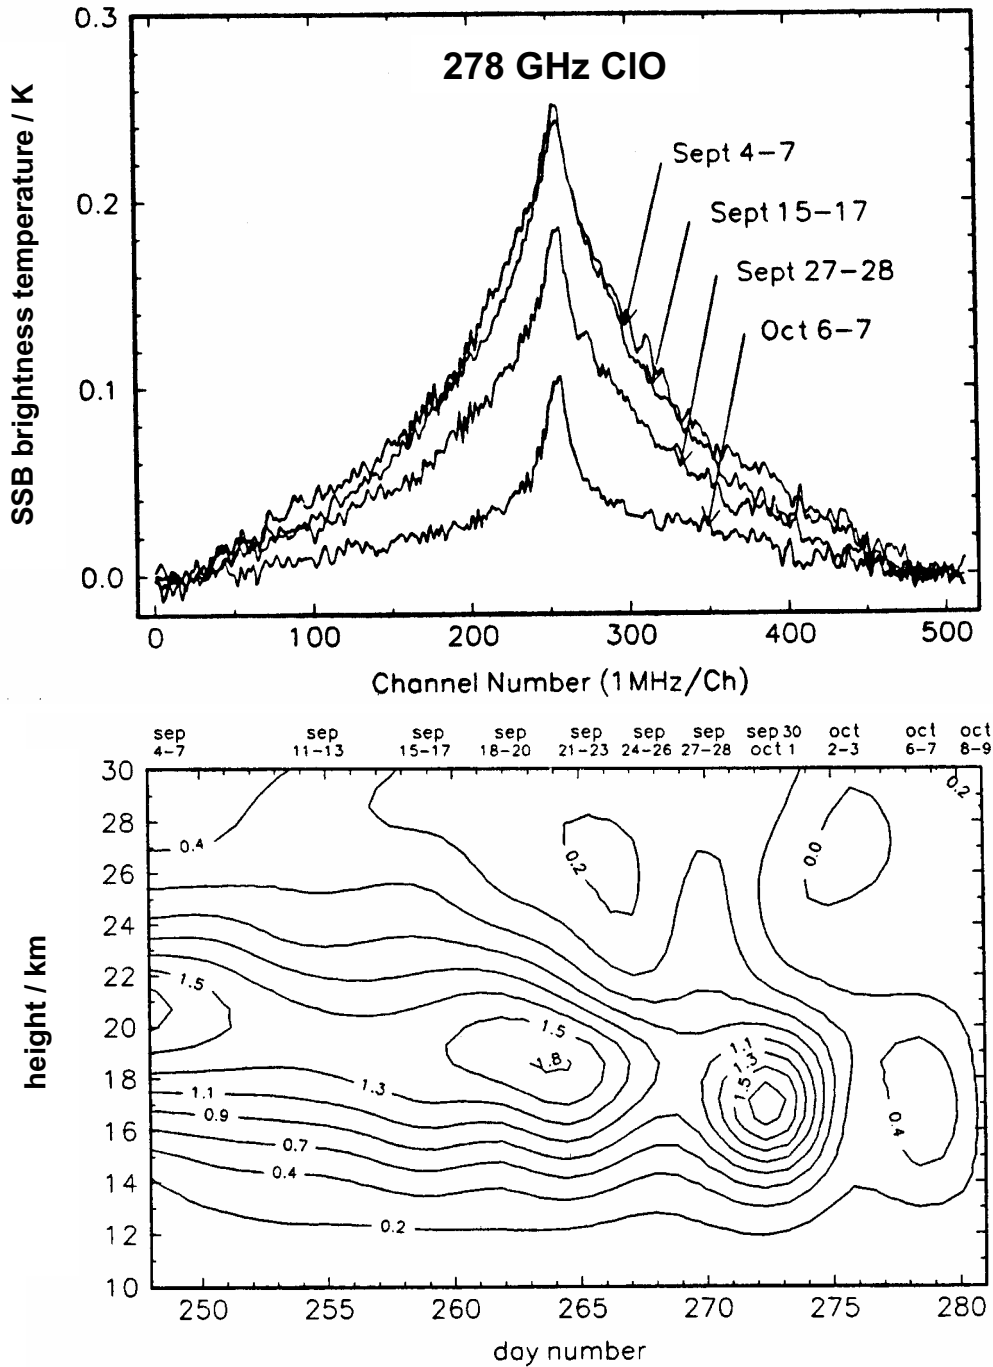 0.3
278 GHz ClO
Sept 4-7
0.2
Sept 15-17
Sept 27-28
Oct 6-7
0.1
0.0
SSB brightness temperature / K
0 100 200 300 400 500
Channel Number (1MHz/Ch)
sep sep sep sep sep sep sep sep 30 oct oct oct
4-7 11-13 15-17 18-20 21-23 24-26 27-28 oct 1 2-3 6-7 8-9
30
0.2
28
0.4
0.2
0.0
26
24
22
1.5
20
1.5
1.1
1.8
1.3
18
1.3
1.5
1.1
0.9
16
0.7
0.4
0.4
14
0.2
12
10
height / km
250 255 260 265 270 275 280
day number